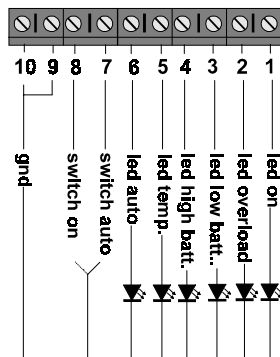 10 9 8 7 6 5 4 3 2 1
gnd
switch on
switch auto
led auto
led temp.
led high batt.
led low batt..
led overload
led on